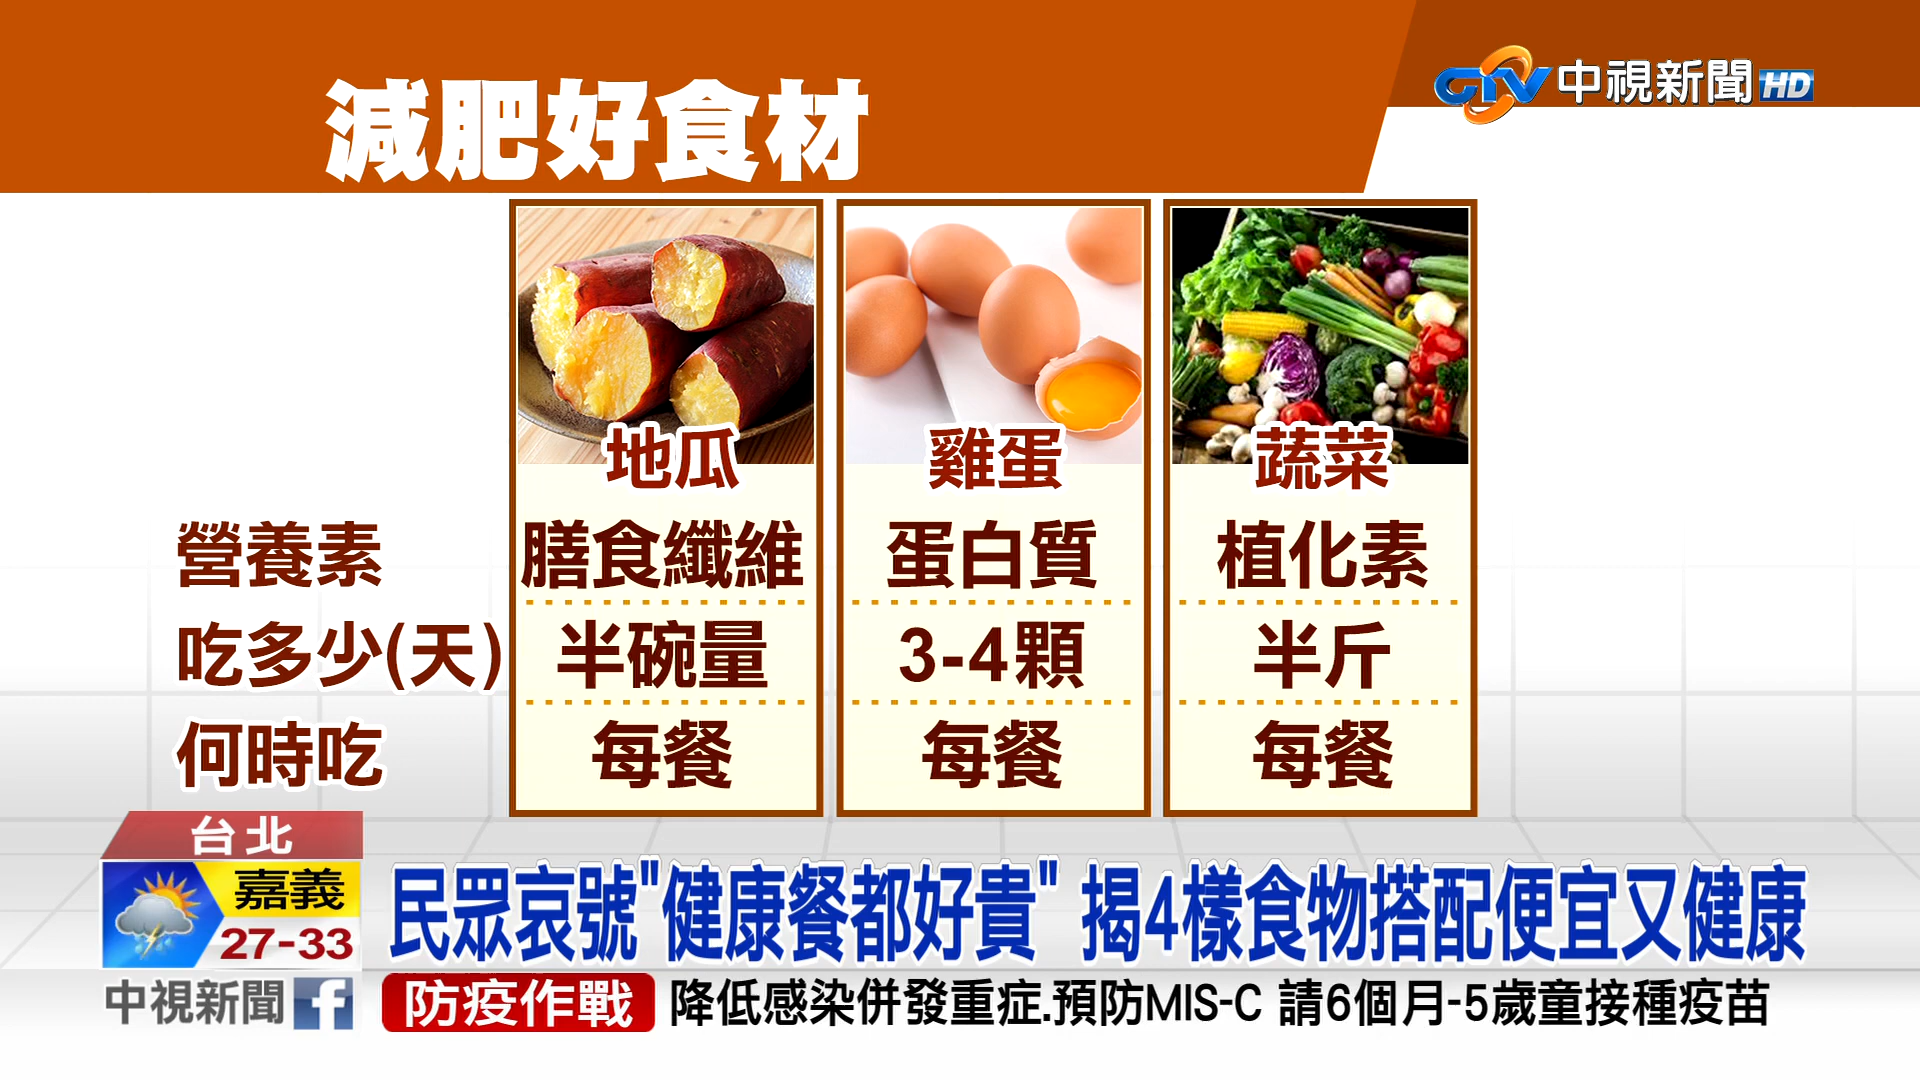 減肥好食材
CTV中視新聞HD
地瓜 雞蛋 蔬菜
營養素 膳食纖維 蛋白質 植化素
吃多少(天) 半碗量 3-4顆 半斤
何時吃 每餐 每餐 每餐
台北
嘉義
27-33
民眾哀號"健康餐都好貴" 揭4樣食物搭配便宜又健康
中視新聞 f
防疫作戰 降低感染併發重症.預防MIS-C 請6個月-5歲童接種疫苗